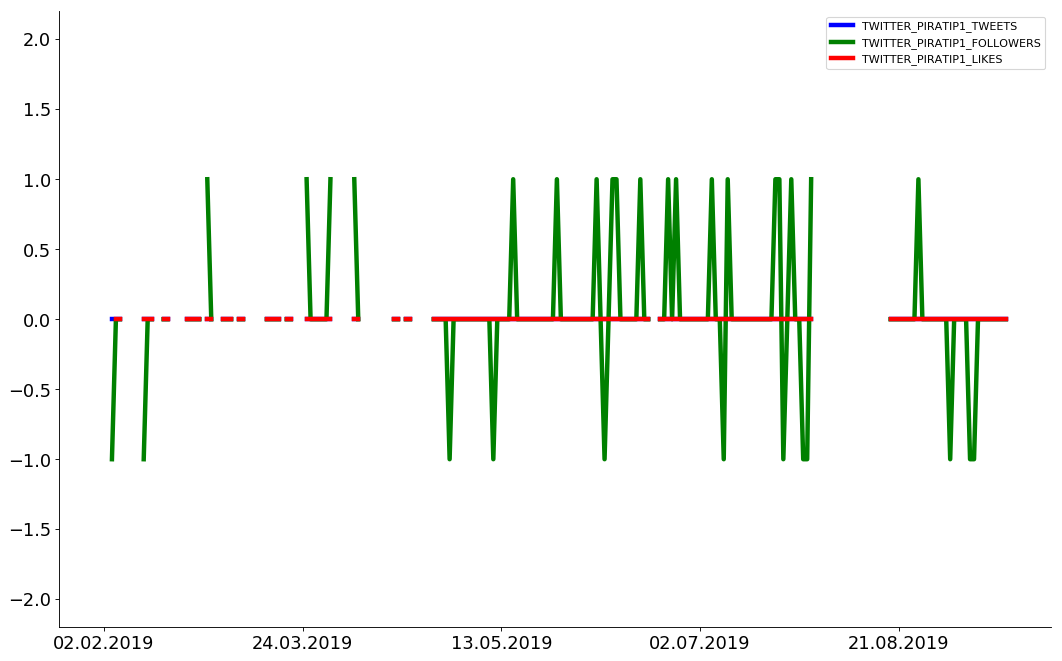 TWITTER_PIRATIP1_TWEETS
TWITTER_PIRATIP1_FOLLOWERS
TWITTER_PIRATIP1_LIKES
2.0
1.5
1.0
0.5
0.0
−0.5
−1.0
−1.5
−2.0
02.02.2019 24.03.2019 13.05.2019 02.07.2019 21.08.2019